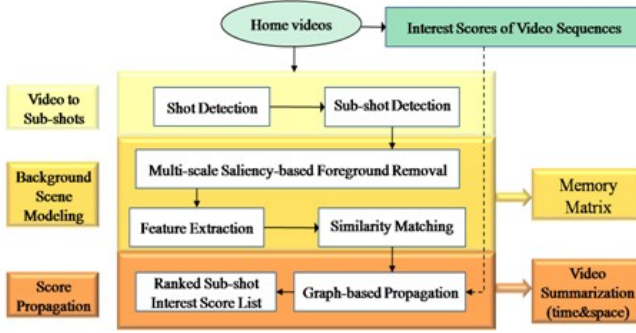 Home videos
Interest Scores of Video Sequences
Video to
Sub-shots
Shot Detection
Sub-shot Detection
Background
Scene
Modeling
Multi-scale Saliency-based Foreground Removal
Feature Extraction
Similarity Matching
Memory
Matrix
Score
Propagation
Ranked Sub-shot
Interest Score List
Graph-based Propagation
Video
Summarization
(time&space)